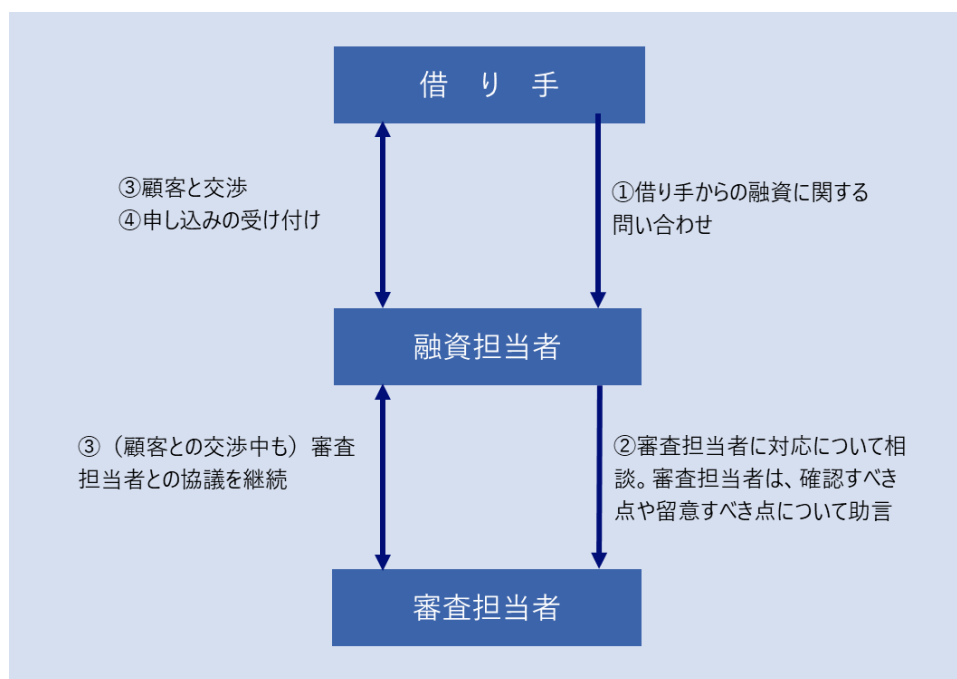 借　り　手
③顧客と交渉
④申し込みの受け付け
①借り手からの融資に関する
問い合わせ
融資担当者
③（顧客との交渉中も）審査
担当者との協議を継続
②審査担当者に対応について相
談。審査担当者は、確認すべき
点や留意すべき点について助言
審査担当者